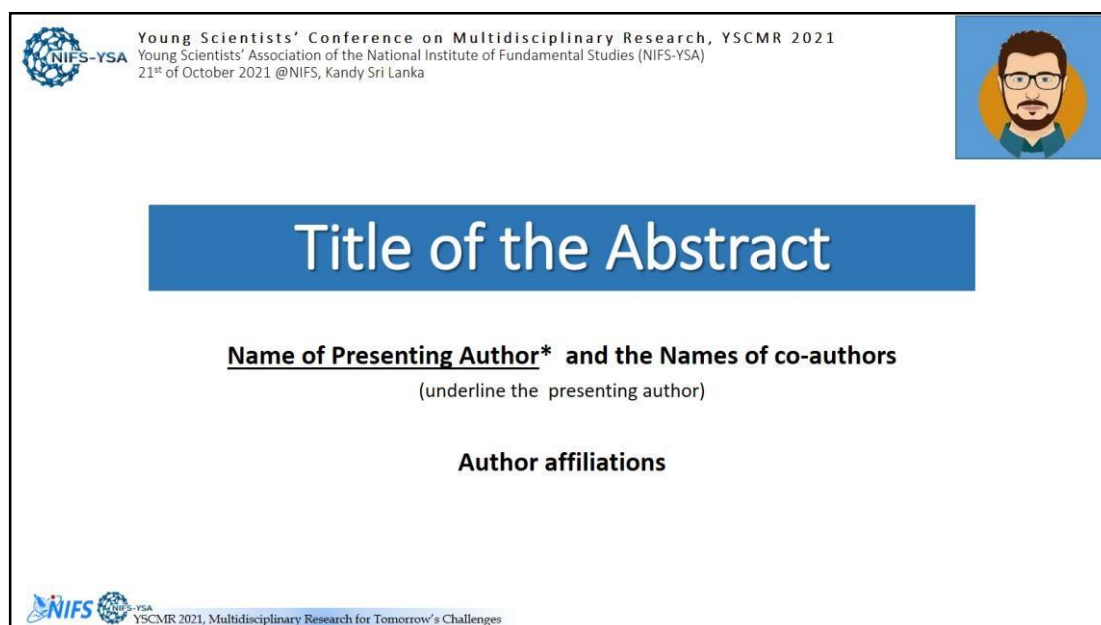 NIFS-YSA
Young Scientists' Conference on Multidisciplinary Research, YSCMR 2021
Young Scientists' Association of the National Institute of Fundamental Studies (NIFS-YSA)
21st of October 2021 @NIFS, Kandy Sri Lanka
Title of the Abstract
Name of Presenting Author* and the Names of co-authors
(underline the presenting author)
Author affiliations
NIFS NIFS-YSA
YSCMR 2021, Multidisciplinary Research for Tomorrow's Challenges